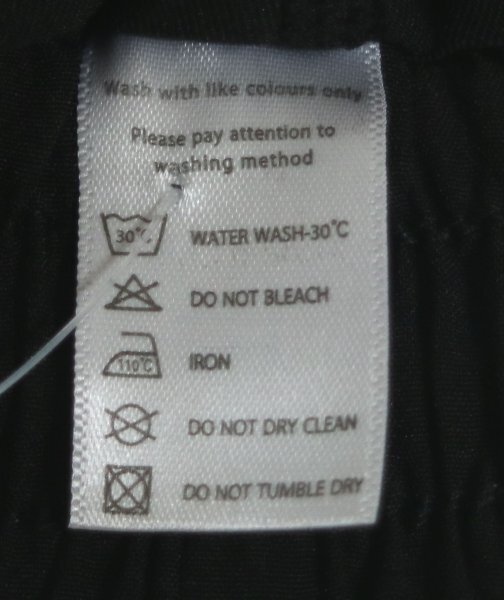 Wash with like colours only
Please pay attention to
washing method
30°C WATER WASH-30°C
DO NOT BLEACH
110°C IRON
DO NOT DRY CLEAN
DO NOT TUMBLE DRY